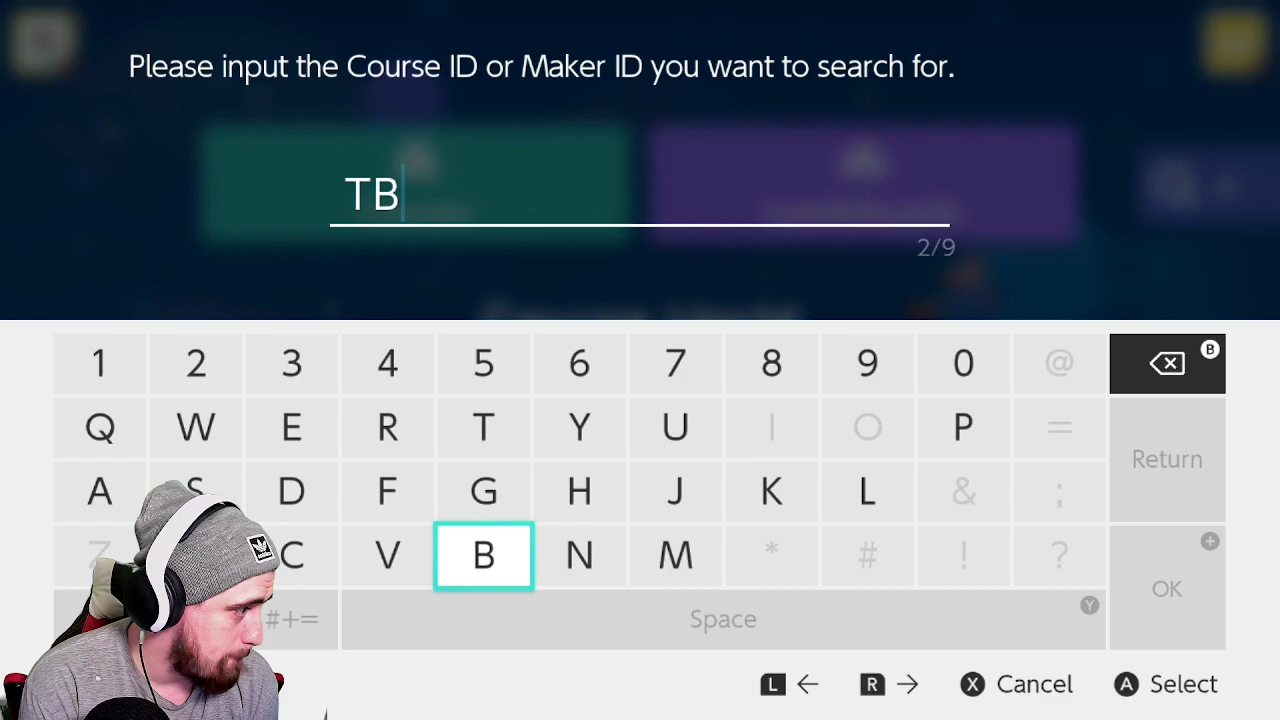 Please input the Course ID or Maker ID you want to search for.
TB
2/9
1 2 3 4 5 6 7 8 9 0 @ B
Q W E R T Y U I O P = Return
A S D F G H J K L & ;
Z C V B N M * # ! ? + OK
#+= Space Y
L ← R → X Cancel A Select